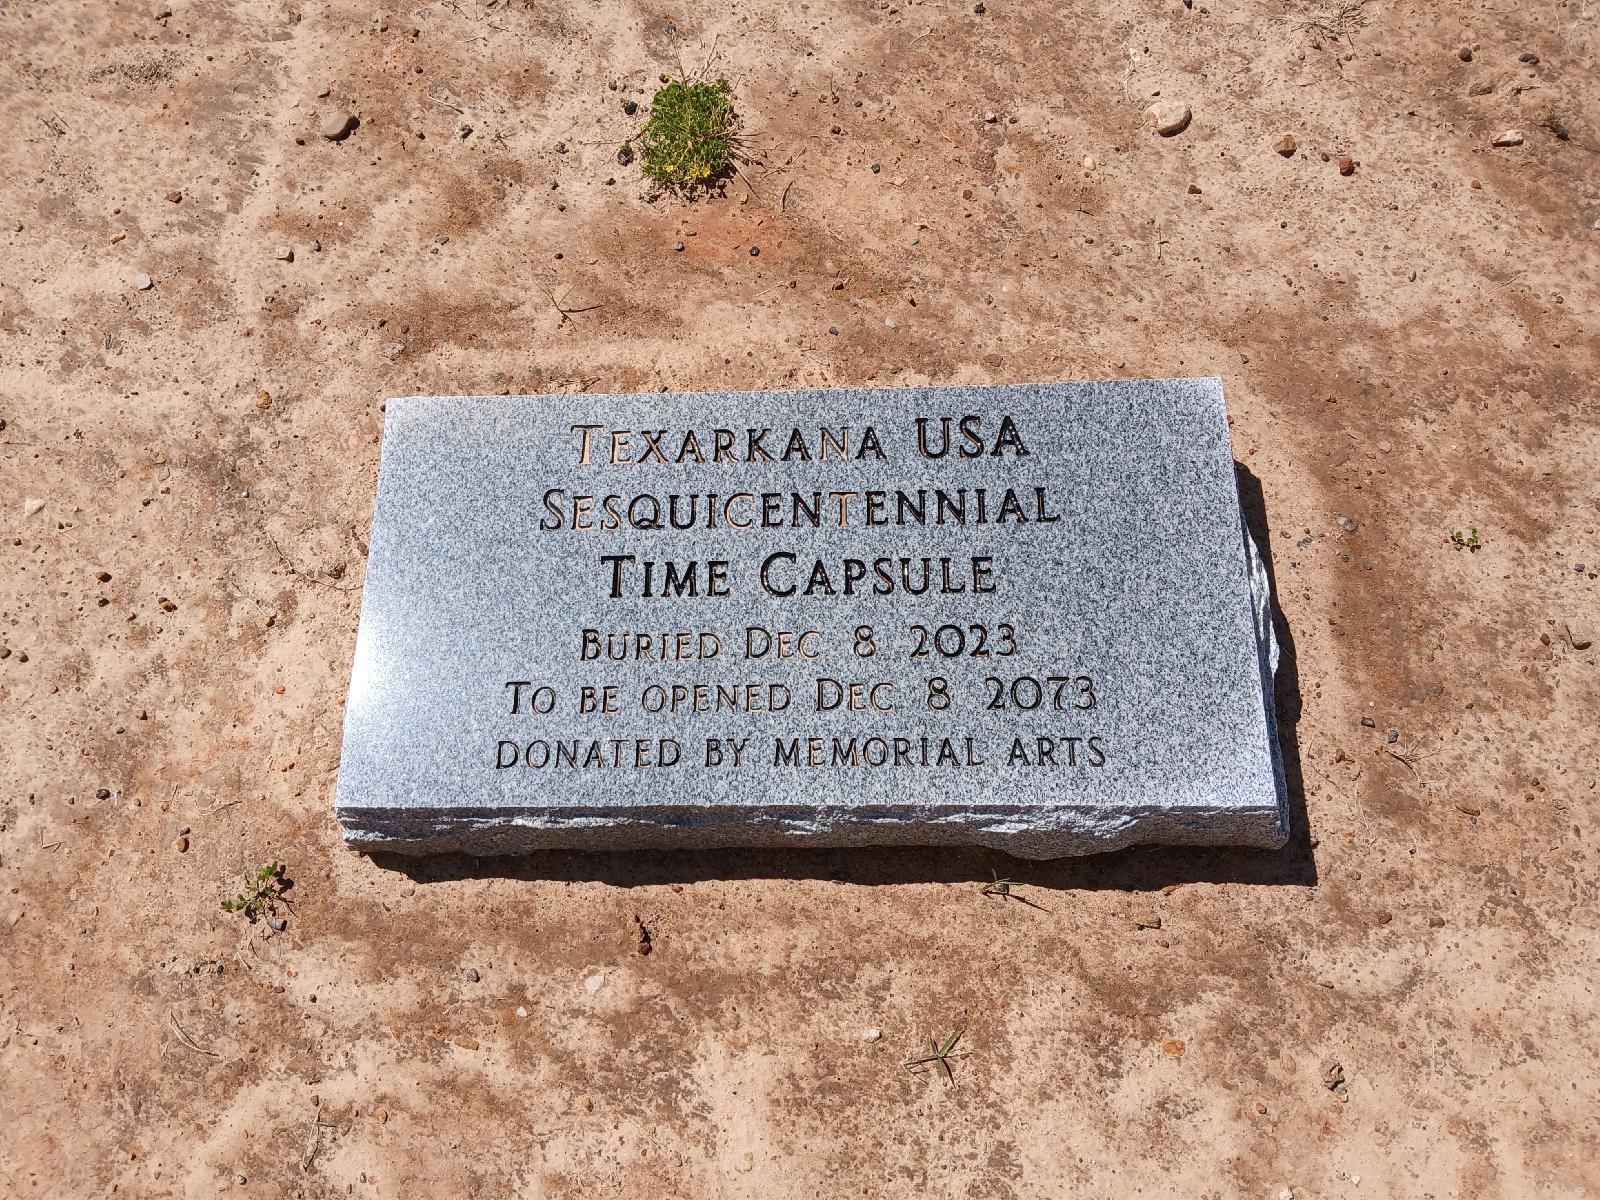 TEXARKANA USA
SESQUICENTENNIAL
TIME CAPSULE
BURIED DEC. 8, 2023
TO BE OPENED DEC. 8, 2073
DONATED BY MEMORIAL ARTS